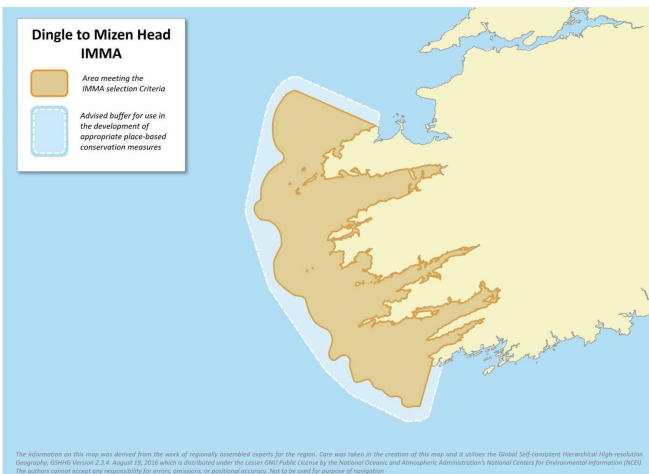 Dingle to Mizen Head
IMMA
Area meeting the
IMMA selection Criteria
Advised buffer for use in
the development of
appropriate place-based
conservation measures
The information on this map was derived from the work of regionally assembled experts for the region. Care was taken in the creation of this map and it utilises the Global Self-consistent Hierarchical High-resolution
Geography, GSHHG Version 2.3.4. August 19, 2016 which is distributed under the Lesser GNU Public License by the National Oceanic and Atmospheric Administration's National Centers for Environmental Information (NCEI).
The authors cannot accept any responsibility for errors, omissions, or positional accuracy. Not to be used for purpose of navigation